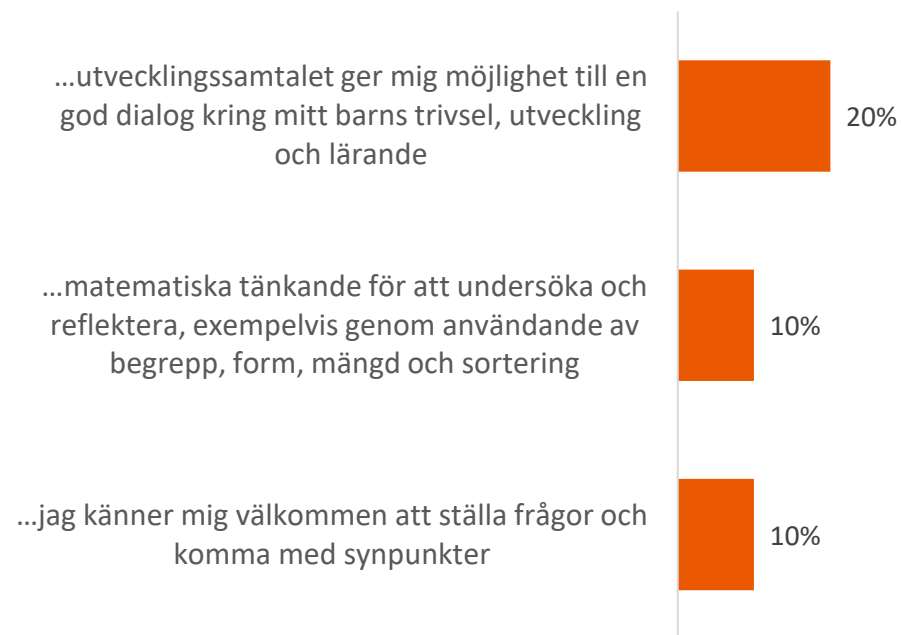 ...utvecklingssamtalet ger mig möjlighet till en
god dialog kring mitt barns trivsel, utveckling
och lärande
20%
...matematiska tänkande för att undersöka och
reflektera, exempelvis genom användande av
begrepp, form, mängd och sortering
10%
...jag känner mig välkommen att ställa frågor och
komma med synpunkter
10%